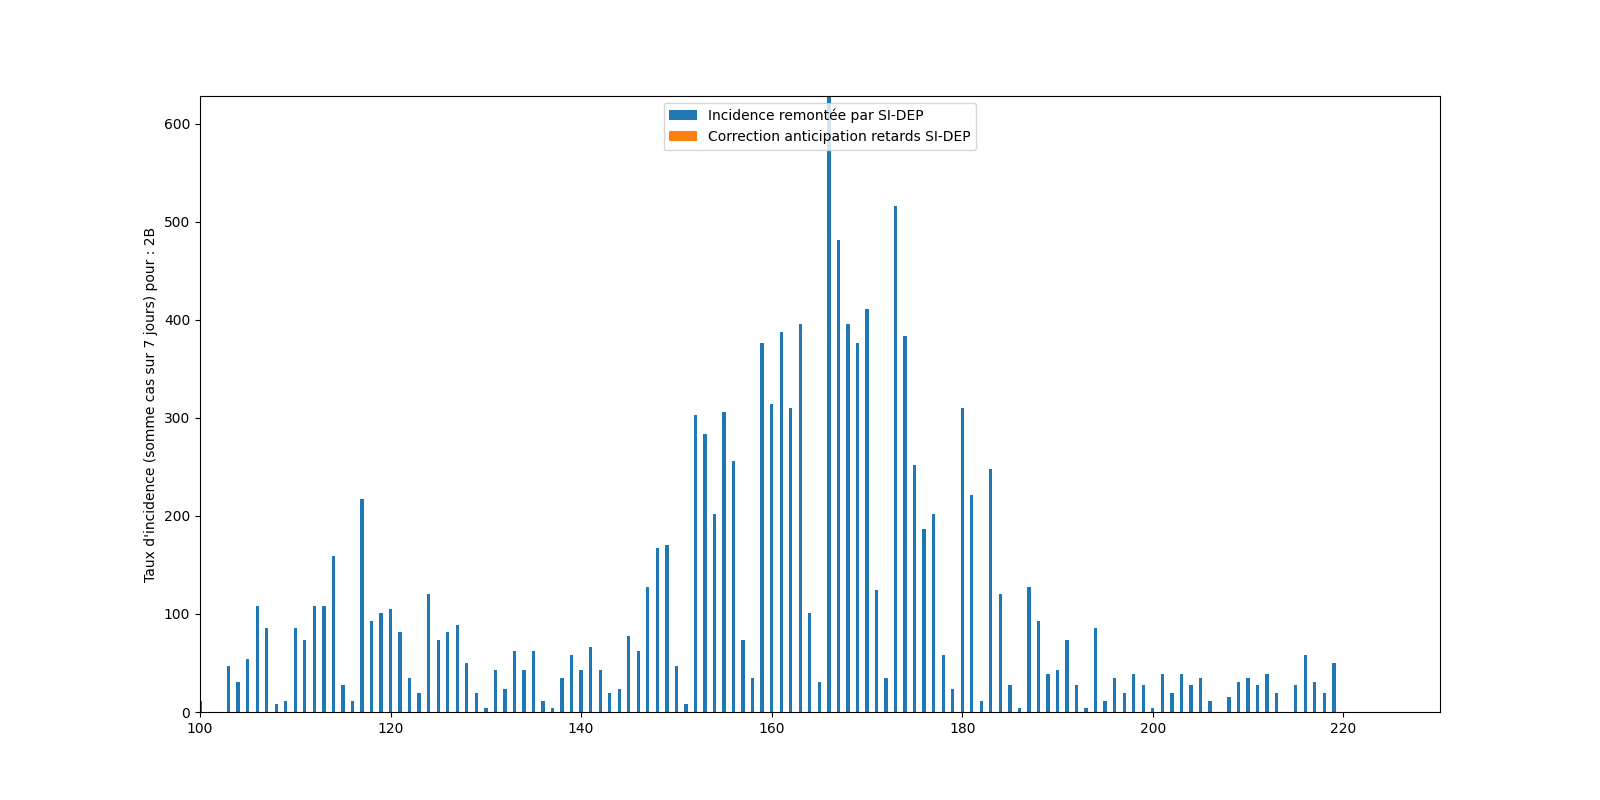 Incidence remontée par SI-DEP
Correction anticipation retards SI-DEP
Taux d'incidence (somme cas sur 7 jours) pour : 2B
600
500
400
300
200
100
0
100 120 140 160 180 200 220